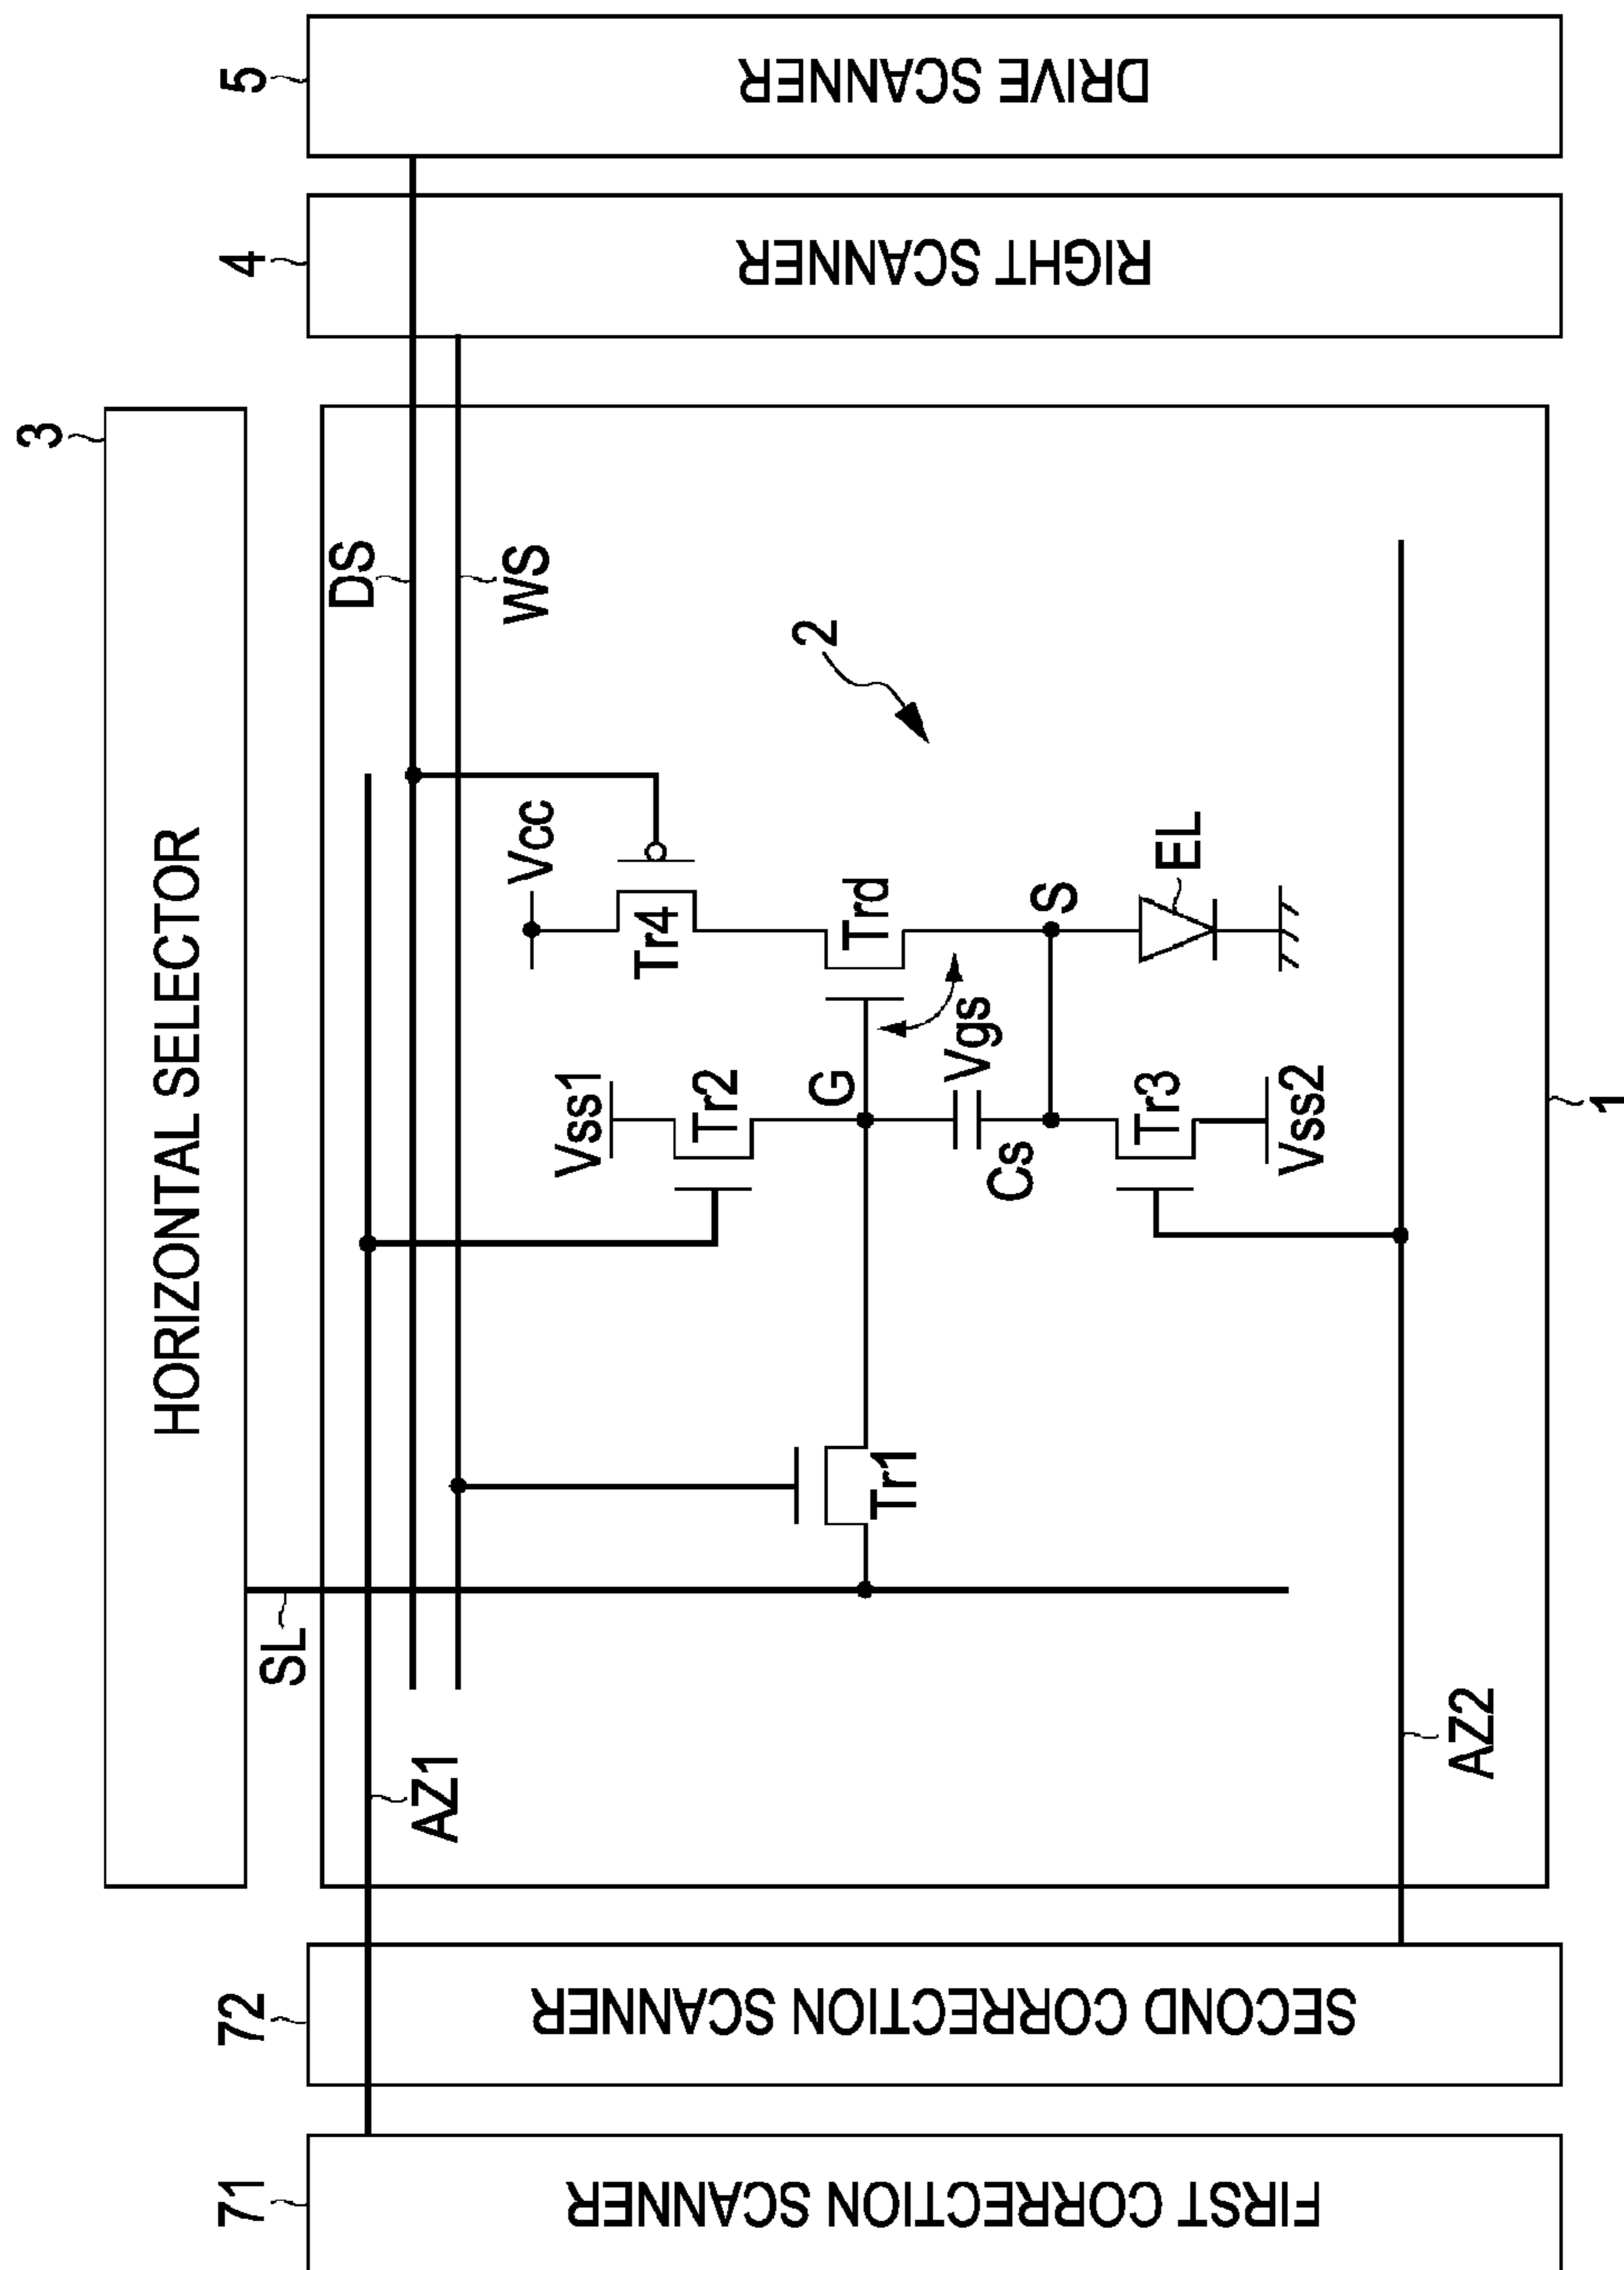 3
HORIZONTAL SELECTOR
71
FIRST CORRECTION SCANNER
72
SECOND CORRECTION SCANNER
SL
AZ1
DS
WS
4
RIGHT SCANNER
5
DRIVE SCANNER
Vcc
Vss1
Tr4
Tr2
2
G
Trd
Tr1
Vgs
Cs
S
Tr3
EL
Vss2
AZ2
1